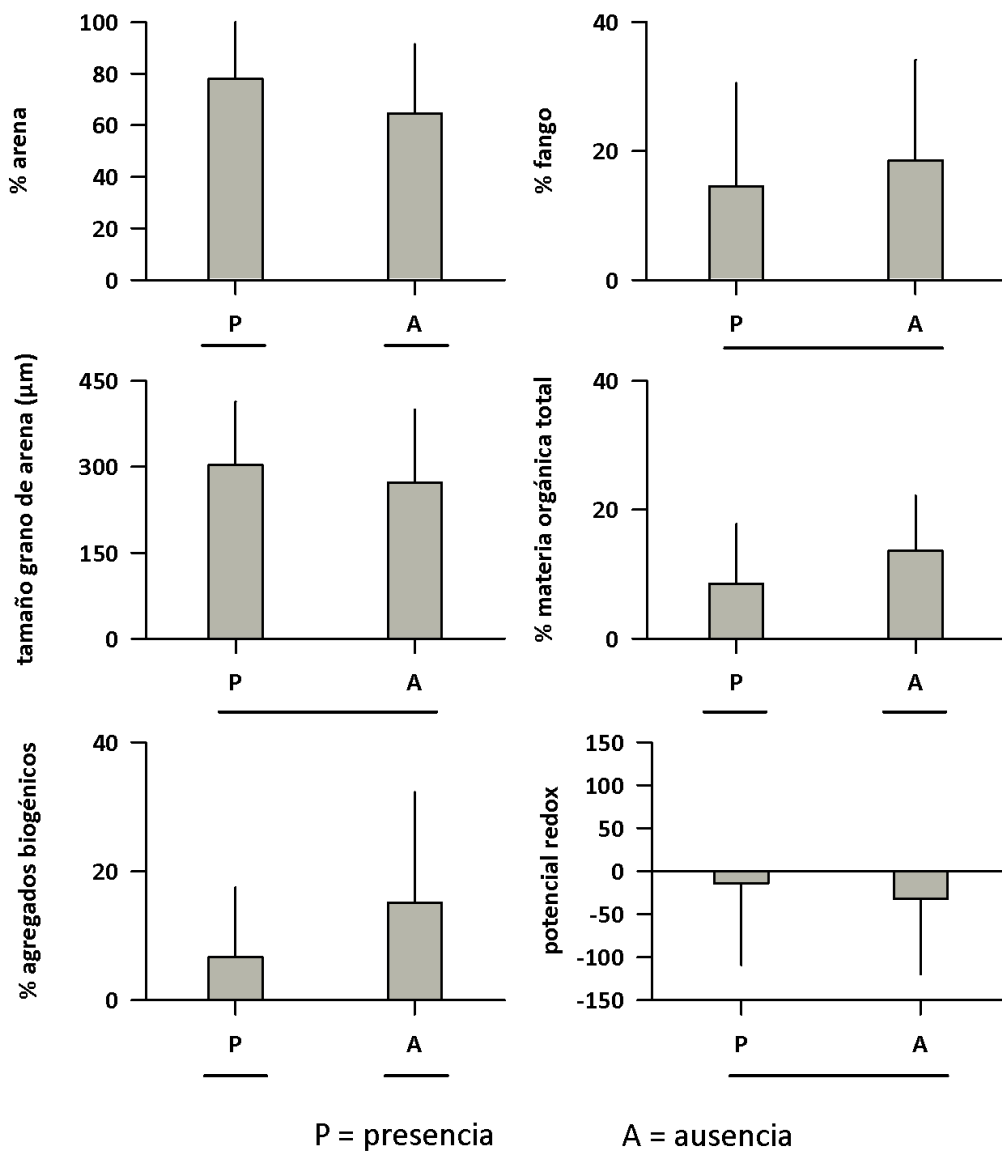 % arena
100
80
60
40
20
0
P A
% fango
40
20
0
P A
tamaño grano de arena (µm)
450
300
150
0
P A
% materia orgánica total
40
20
0
P A
% agregados biogénicos
40
20
0
P A
potencial redox
150
100
50
0
-50
-100
-150
P A
P = presencia A = ausencia